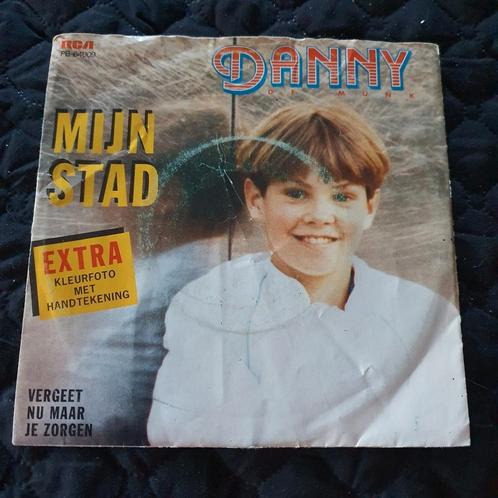 RCA
PB-64909
DANNY
DE MUNK
MIJN
STAD
EXTRA
KLEURFOTO
MET
HANDTEKENING
VERGEET
NU MAAR
JE ZORGEN